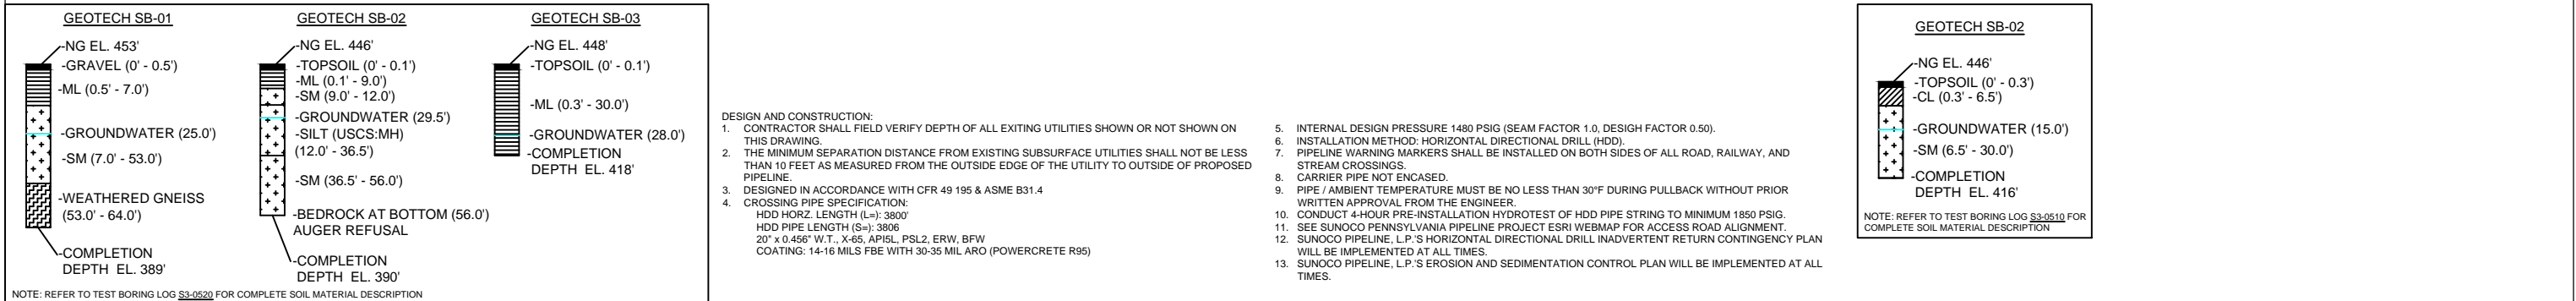 GEOTECH SB-01
-NG EL. 453'
-GRAVEL (0' - 0.5')
-ML (0.5' - 7.0')
-GROUNDWATER (25.0')
-SM (7.0' - 53.0')
-WEATHERED GNEISS
(53.0' - 64.0')
-COMPLETION
DEPTH EL. 389'
GEOTECH SB-02
-NG EL. 446'
-TOPSOIL (0' - 0.1')
-ML (0.1' - 9.0')
-SM (9.0' - 12.0')
-GROUNDWATER (29.5')
-SILT (USCS:MH)
(12.0' - 36.5')
-SM (36.5' - 56.0')
-BEDROCK AT BOTTOM (56.0')
AUGER REFUSAL
-COMPLETION
DEPTH EL. 390'
GEOTECH SB-03
-NG EL. 448'
-TOPSOIL (0' - 0.1')
-ML (0.3' - 30.0')
-GROUNDWATER (28.0')
-COMPLETION
DEPTH EL. 418'
NOTE: REFER TO TEST BORING LOG S3-0520 FOR COMPLETE SOIL MATERIAL DESCRIPTION
DESIGN AND CONSTRUCTION:
1. CONTRACTOR SHALL FIELD VERIFY DEPTH OF ALL EXITING UTILITIES SHOWN OR NOT SHOWN ON
THIS DRAWING.
2. THE MINIMUM SEPARATION DISTANCE FROM EXISTING SUBSURFACE UTILITIES SHALL NOT BE LESS
THAN 10 FEET AS MEASURED FROM THE OUTSIDE EDGE OF THE UTILITY TO OUTSIDE OF PROPOSED
PIPELINE.
3. DESIGNED IN ACCORDANCE WITH CFR 49 195 & ASME B31.4
4. CROSSING PIPE SPECIFICATION:
HDD HORZ. LENGTH (L=): 3800'
HDD PIPE LENGTH (S=): 3806
20" x 0.456" W.T., X-65, API5L, PSL2, ERW, BFW
COATING: 14-16 MILS FBE WITH 30-35 MIL ARO (POWERCRETE R95)
5. INTERNAL DESIGN PRESSURE 1480 PSIG (SEAM FACTOR 1.0, DESIGH FACTOR 0.50).
6. INSTALLATION METHOD: HORIZONTAL DIRECTIONAL DRILL (HDD).
7. PIPELINE WARNING MARKERS SHALL BE INSTALLED ON BOTH SIDES OF ALL ROAD, RAILWAY, AND
STREAM CROSSINGS.
8. CARRIER PIPE NOT ENCASED.
9. PIPE / AMBIENT TEMPERATURE MUST BE NO LESS THAN 30°F DURING PULLBACK WITHOUT PRIOR
WRITTEN APPROVAL FROM THE ENGINEER.
10. CONDUCT 4-HOUR PRE-INSTALLATION HYDROTEST OF HDD PIPE STRING TO MINIMUM 1850 PSIG.
11. SEE SUNOCO PENNSYLVANIA PIPELINE PROJECT ESRI WEBMAP FOR ACCESS ROAD ALIGNMENT.
12. SUNOCO PIPELINE, L.P.'S HORIZONTAL DIRECTIONAL DRILL INADVERTENT RETURN CONTINGENCY PLAN
WILL BE IMPLEMENTED AT ALL TIMES.
13. SUNOCO PIPELINE, L.P.'S EROSION AND SEDIMENTATION CONTROL PLAN WILL BE IMPLEMENTED AT ALL
TIMES.
GEOTECH SB-02
-NG EL. 446'
-TOPSOIL (0' - 0.3')
-CL (0.3' - 6.5')
-GROUNDWATER (15.0')
-SM (6.5' - 30.0')
-COMPLETION
DEPTH EL. 416'
NOTE: REFER TO TEST BORING LOG S3-0510 FOR
COMPLETE SOIL MATERIAL DESCRIPTION